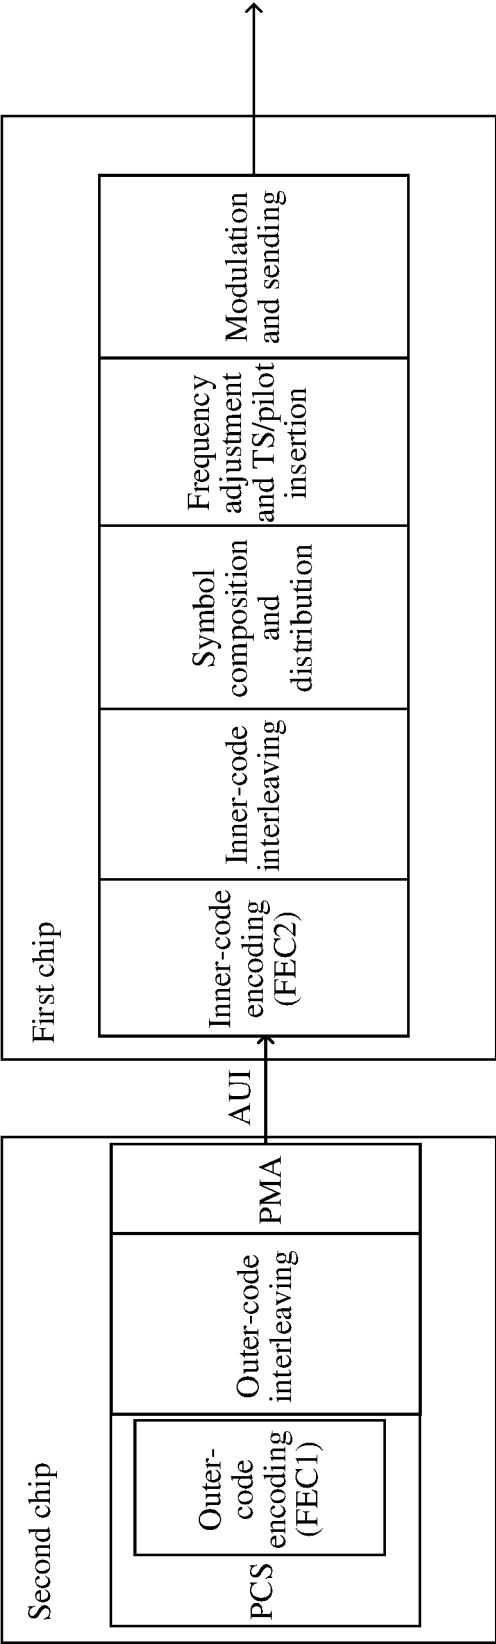 Second chip
PCS
Outer-
code
encoding
(FEC1)
Outer-code
interleaving
PMA
AUI
First chip
Inner-code
encoding
(FEC2)
Inner-code
interleaving
Symbol
composition
and
distribution
Frequency
adjustment
and TS/pilot
insertion
Modulation
and sending